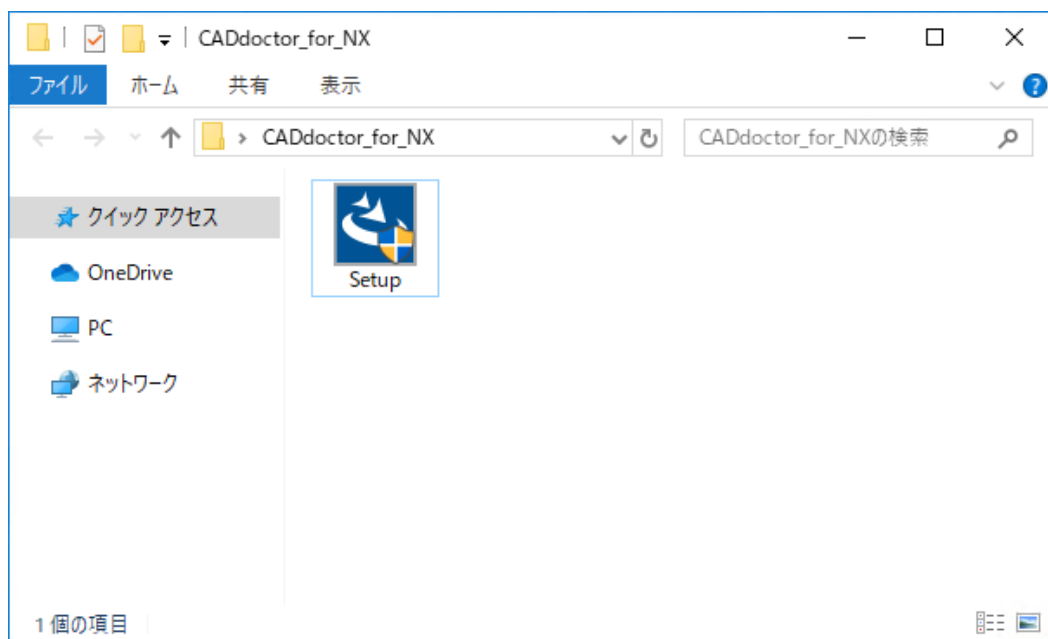 CADdoctor_for_NX
ファイル ホーム 共有 表示
CADdoctor_for_NX CADdoctor_for_NXの検索
クイック アクセス
Setup
OneDrive
PC
ネットワーク
1 個の項目